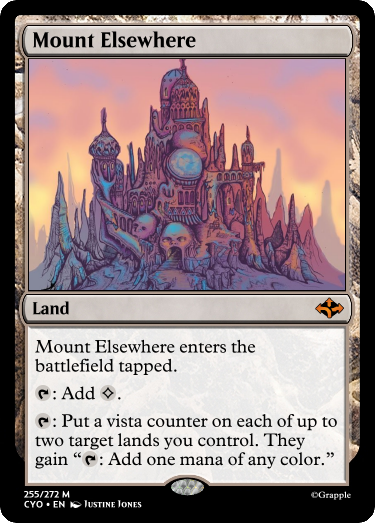 Mount Elsewhere
Land
Mount Elsewhere enters the
battlefield tapped.
: Add .
: Put a vista counter on each of up to
two target lands you control. They
gain “: Add one mana of any color.”
255/272 M
CYO • EN Justine Jones
©Grapple